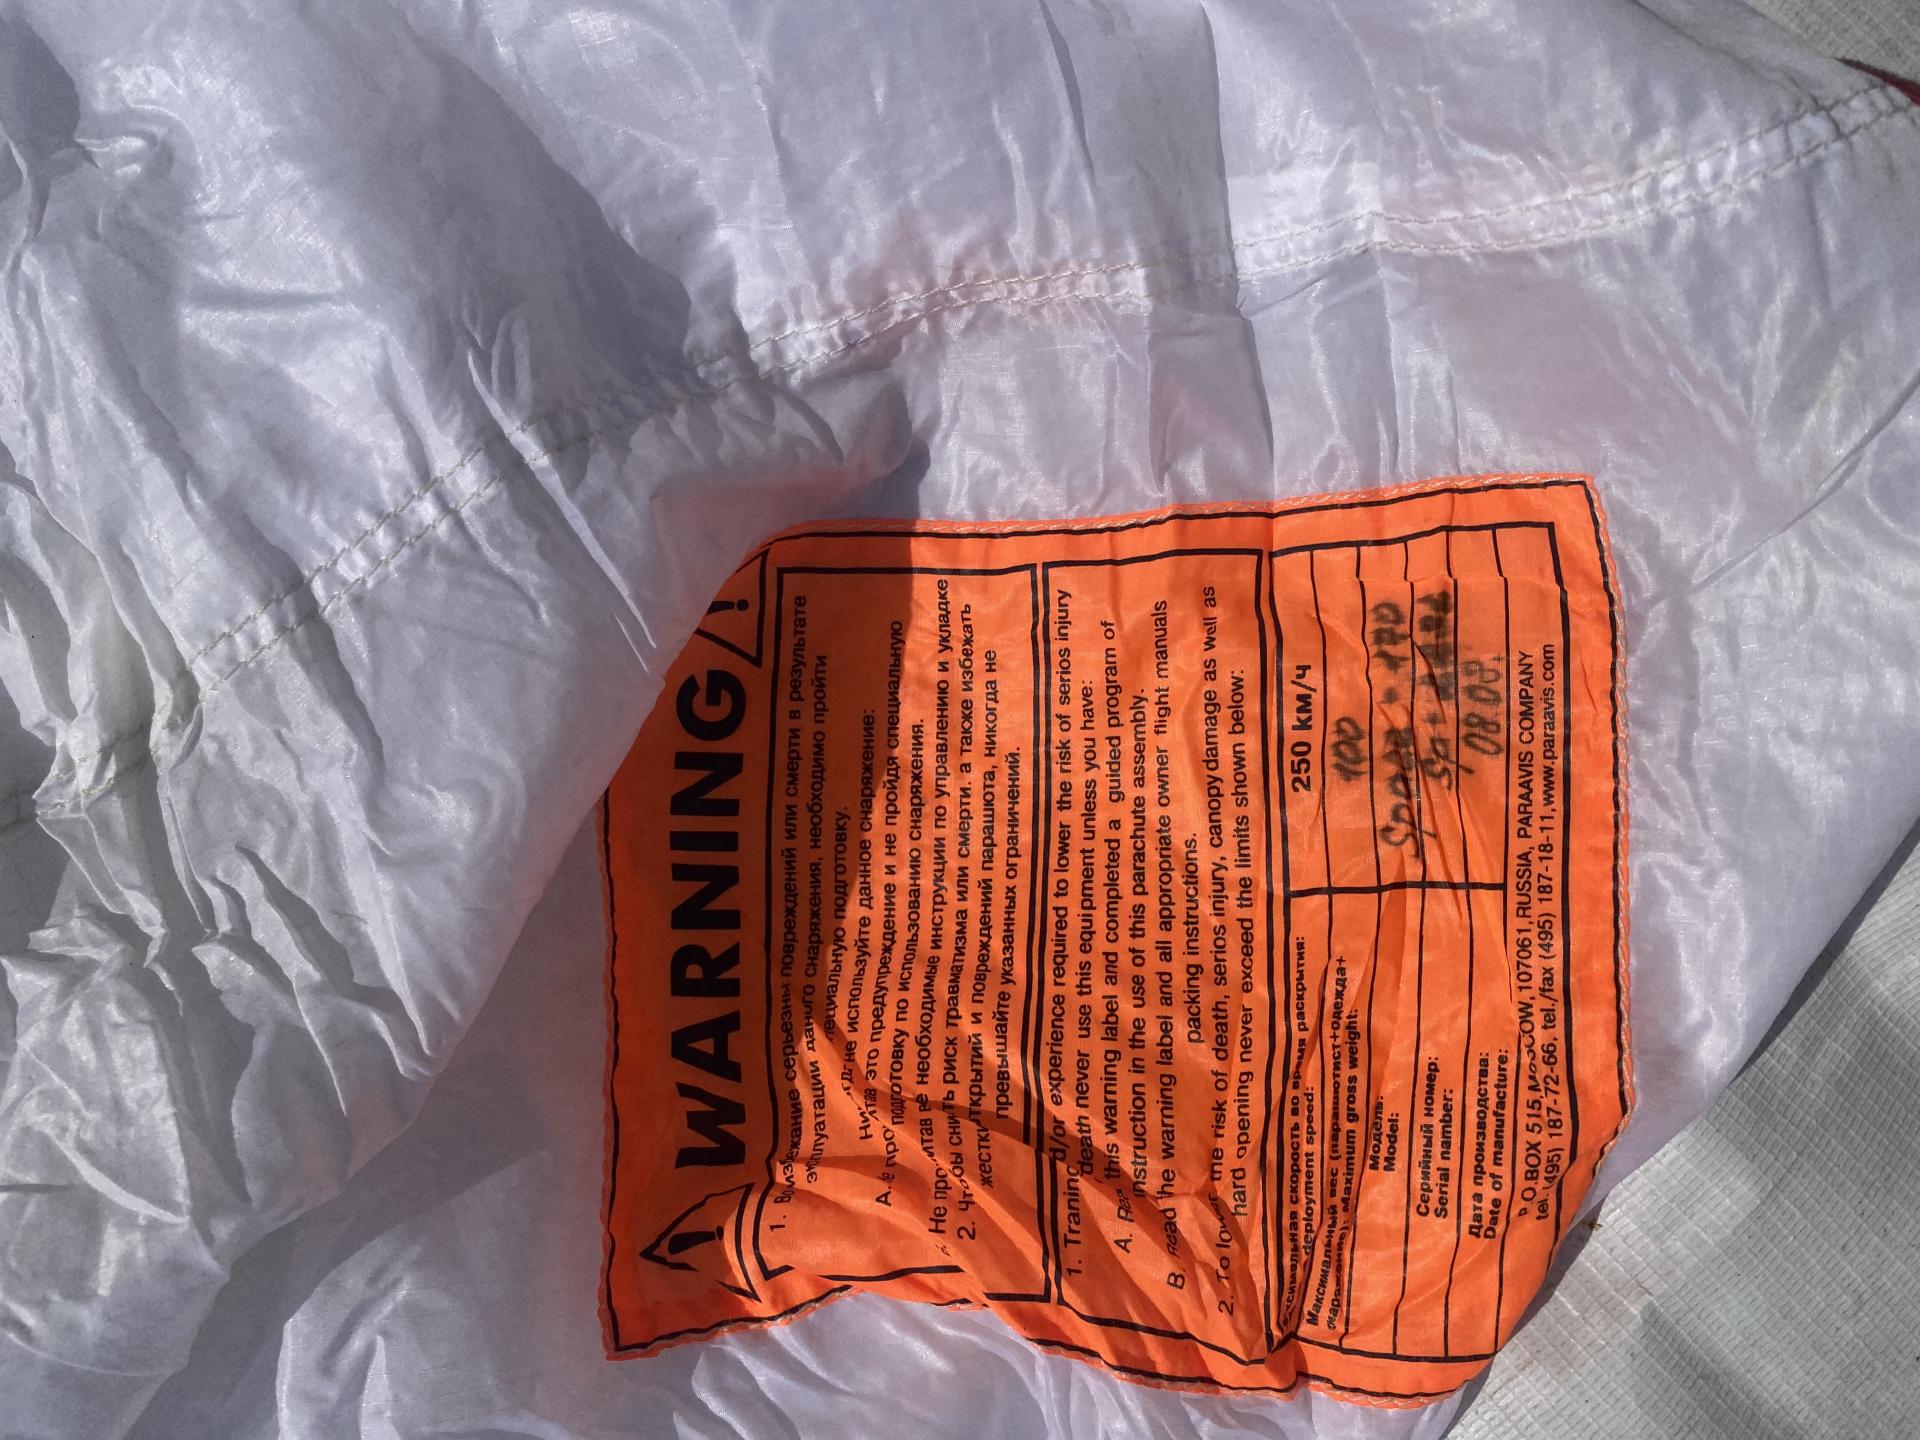 WARNING
1. Во избежание серьезны повреждений или смерти в результате
эксплуатации данного снаряжения, необходимо пройти
специальную подготовку.
не используйте данное снаряжение:
А. не это предупреждение и не пройдя специальную
подготовку по использованию снаряжения.
Не необходимые инструкции по управлению и укладке
2. Чтобы снизить риск травматизма или смерти. а также избежать
жестких открытий и повреждений парашюта, никогда не
превышайте указанных ограничений.
1. Training d/or experience required to lower the risk of serios injury
death never use this equipment unless you have:
A. Read this warning label and completed a guided program of
instruction in the use of this parachute assembly.
B. Read the warning label and all appropriate owner flight manuals
packing instructions.
2. To lower the risk of death, serios injury, canopy damage as well as
hard opening never exceed the limits shown below:
скорость во время раскрытия:
deployment speed:
250 км/ч
Максимальный вес (парашютист+одежда+
снаряжение): Maximum gross weight:
100
Модель:
Model:
170
Серийный номер:
Serial namber:
Дата производства:
Date of manufacture:
08.08.
P.O.BOX 515 MOSCOW, 107061, RUSSIA, PARAAVIS COMPANY
tel. (495) 187-72-66, tel./fax (495) 187-18-11, www.paraavis.com